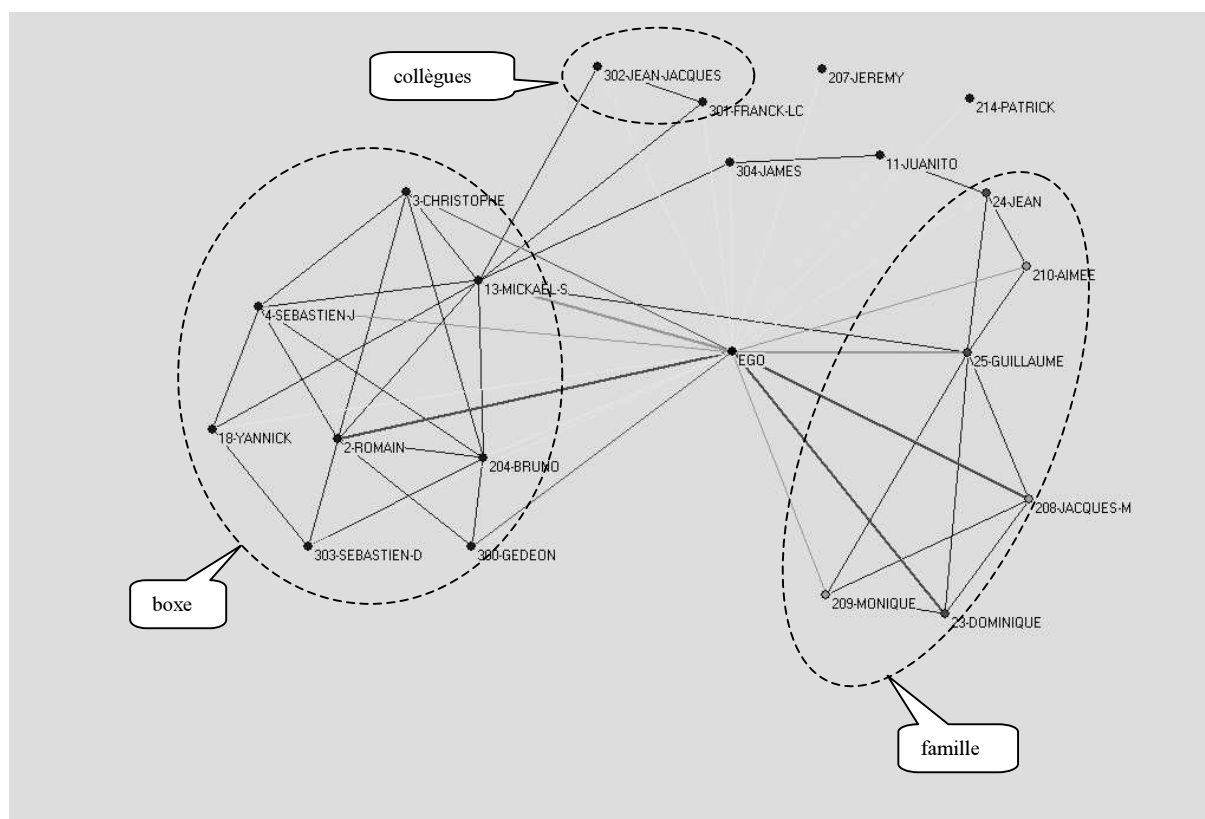 collègues
302-JEAN-JACQUES
207-JEREMY
301-FRANCK-LC
214-PATRICK
304-JAMES
11-JUANITO
3-CHRISTOPHE
24-JEAN
210-AIMEE
13-MICKAEL-S
4-SEBASTIEN-J
EGO
25-GUILLAUME
18-YANNICK
2-ROMAIN
204-BRUNO
208-JACQUES-M
303-SEBASTIEN-D
300-GEDEON
boxe
209-MONIQUE
23-DOMINIQUE
famille